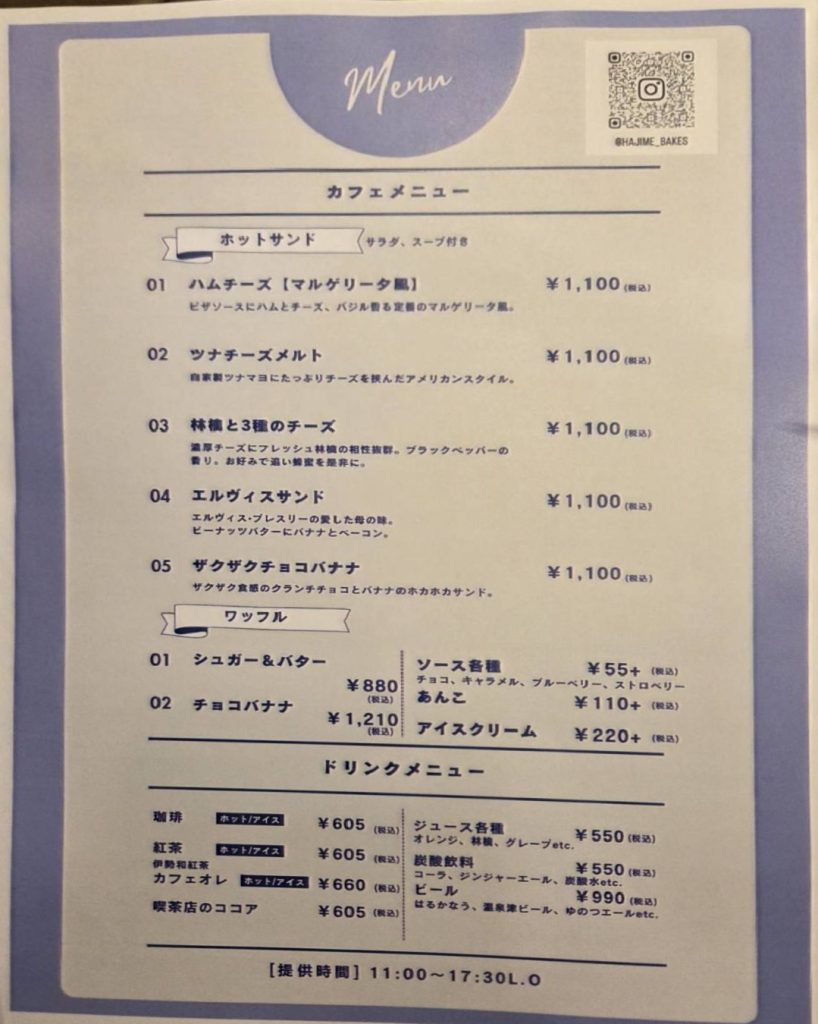 Menu
@HAJIME_BAKES
カフェメニュー
ホットサンド サラダ、スープ付き
01 ハムチーズ【マルゲリータ風】 ¥1,100(税込)
ピザソースにハムとチーズ、バジル香る定番のマルゲリータ風。
02 ツナチーズメルト ¥1,100(税込)
自家製ツナマヨにたっぷりチーズを挟んだアメリカンスタイル。
03 林檎と3種のチーズ ¥1,100(税込)
濃厚チーズにフレッシュ林檎の相性抜群。ブラックペッパーの
香り。お好みで追い蜂蜜を是非に。
04 エルヴィスサンド ¥1,100(税込)
エルヴィス・プレスリーの愛した母の味。
ピーナッツバターにバナナとベーコン。
05 ザクザクチョコバナナ ¥1,100(税込)
ザクザク食感のクランチチョコとバナナのホカホカサンド。
ワッフル
01 シュガー&バター
¥880
(税込)
02 チョコバナナ
¥1,210
(税込)
ソース各種 ¥55+ (税込)
チョコ、キャラメル、ブルーベリー、ストロベリー
あんこ ¥110+ (税込)
アイスクリーム ¥220+ (税込)
ドリンクメニュー
珈琲 ホット/アイス ¥605 (税込)
紅茶 ホット/アイス ¥605 (税込)
伊勢和紅茶
カフェオレ ホット/アイス ¥660 (税込)
喫茶店のココア ¥605 (税込)
ジュース各種 ¥550(税込)
オレンジ、林檎、グレープetc.
炭酸飲料 ¥550(税込)
コーラ、ジンジャーエール、炭酸水etc.
ビール ¥990(税込)
はるかなう、温泉津ビール、ゆのつエールetc.
[提供時間] 11:00〜17:30L.O